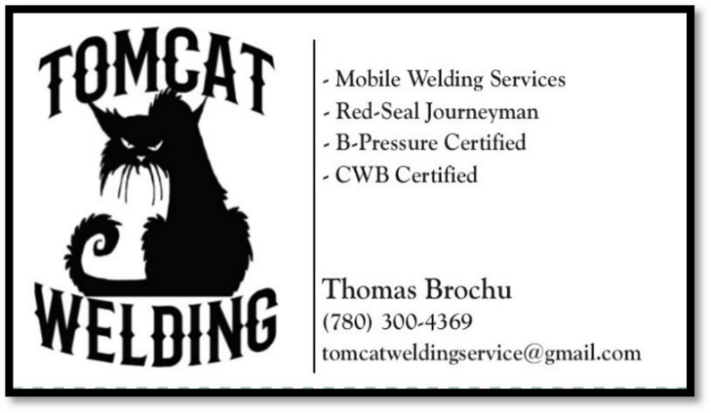 TOMCAT
WELDING
- Mobile Welding Services
- Red-Seal Journeyman
- B-Pressure Certified
- CWB Certified
Thomas Brochu
(780) 300-4369
tomcatweldingservice@gmail.com